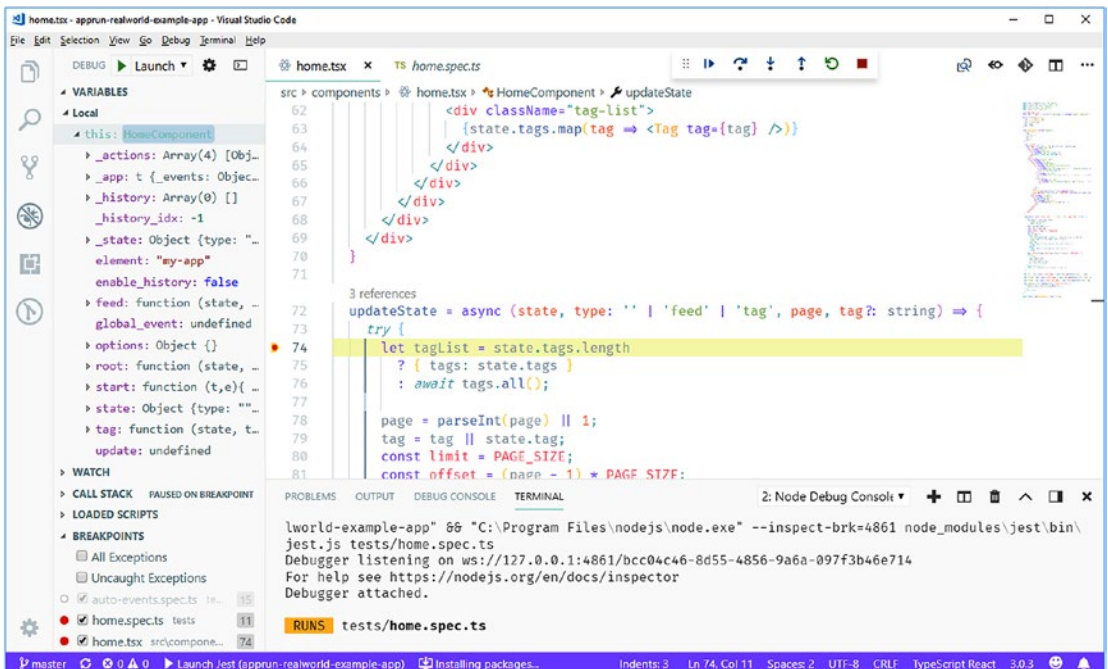 home.tsx - apprun-realworld-example-app - Visual Studio Code
File Edit Selection View Go Debug Terminal Help
DEBUG Launch
home.tsx × TS home.spec.ts
src › components › home.tsx › HomeComponent › updateState
VARIABLES
Local
this: HomeComponent
_actions: Array(4) [Obj…
_app: t {_events: Objec…
_history: Array(0) []
_history_idx: -1
_state: Object {type: "…
element: "my-app"
enable_history: false
feed: function (state, …
global_event: undefined
options: Object {}
root: function (state, …
start: function (t,e){ …
state: Object {type: ""…
tag: function (state, t…
update: undefined
WATCH
CALL STACK PAUSED ON BREAKPOINT
LOADED SCRIPTS
BREAKPOINTS
All Exceptions
Uncaught Exceptions
auto-events.spec.ts te… 15
home.spec.ts tests 11
home.tsx src\compone… 74
62 <div className="tag-list">
63 {state.tags.map(tag ⇒ <Tag tag={tag} />)}
64 </div>
65 </div>
66 </div>
67 </div>
68 </div>
69 </div>
70 }
71
3 references
72 updateState = async (state, type: '' | 'feed' | 'tag', page, tag?: string) ⇒ {
73 try {
74 let tagList = state.tags.length
75 ? { tags: state.tags }
76 : await tags.all();
77
78 page = parseInt(page) || 1;
79 tag = tag || state.tag;
80 const limit = PAGE_SIZE;
81 const offset = (page - 1) * PAGE_SIZE;
PROBLEMS OUTPUT DEBUG CONSOLE TERMINAL 2: Node Debug Console
lworld-example-app" && "C:\Program Files\nodejs\node.exe" --inspect-brk=4861 node_modules\jest\bin\
jest.js tests/home.spec.ts
Debugger listening on ws://127.0.0.1:4861/bcc04c46-8d55-4856-9a6a-097f3b46e714
For help see https://nodejs.org/en/docs/inspector
Debugger attached.
RUNS tests/home.spec.ts
master 0 0 Launch Jest (apprun-realworld-example-app) Installing packages... Indents: 3 Ln 74, Col 11 Spaces: 2 UTF-8 CRLF TypeScript React 3.0.3